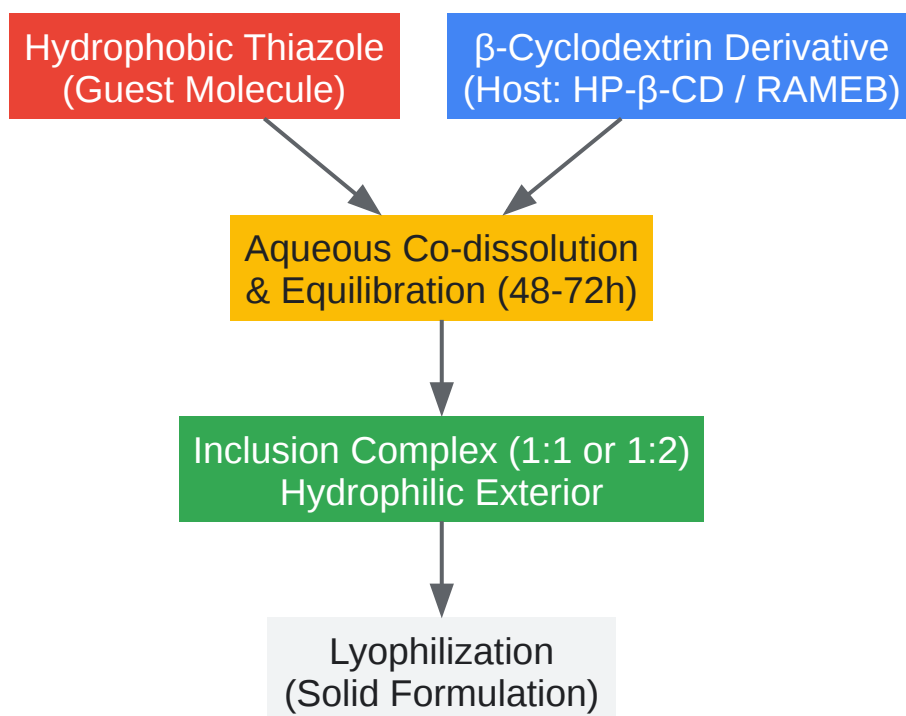 Hydrophobic Thiazole
(Guest Molecule)
β-Cyclodextrin Derivative
(Host: HP-β-CD / RAMEB)
Aqueous Co-dissolution
& Equilibration (48-72h)
Inclusion Complex (1:1 or 1:2)
Hydrophilic Exterior
Lyophilization
(Solid Formulation)